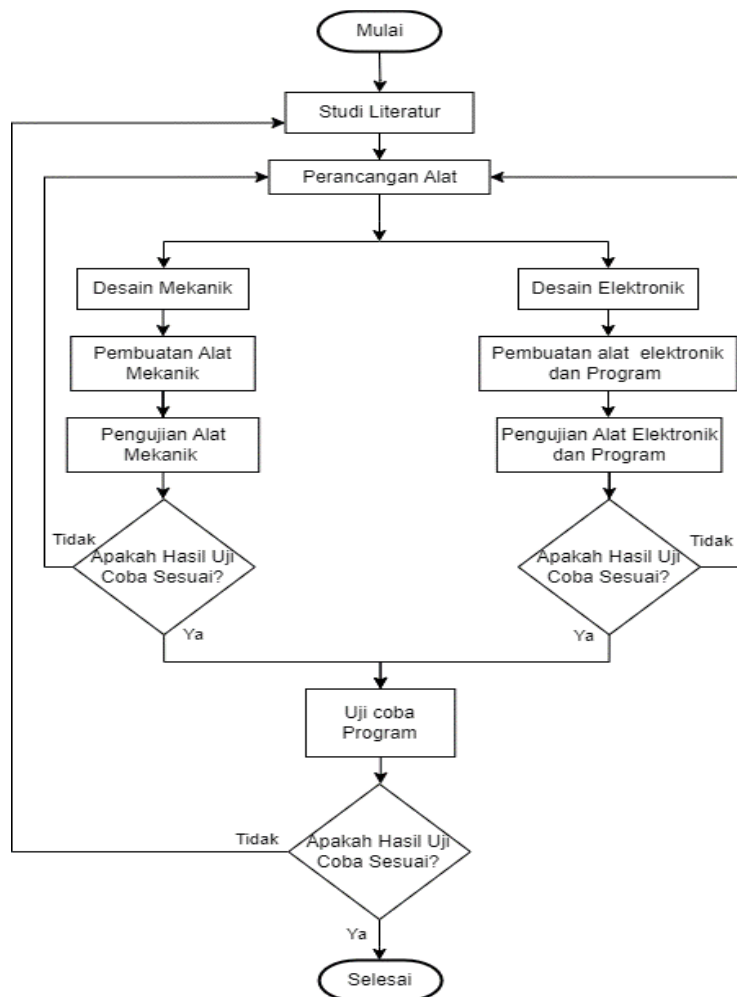 Mulai
Studi Literatur
Perancangan Alat
Desain Mekanik
Desain Elektronik
Pembuatan Alat
Mekanik
Pembuatan alat elektronik
dan Program
Pengujian Alat
Mekanik
Pengujian Alat Elektronik
dan Program
Tidak
Apakah Hasil Uji
Coba Sesuai?
Ya
Apakah Hasil Uji
Coba Sesuai?
Tidak
Ya
Uji coba
Program
Tidak
Apakah Hasil Uji
Coba Sesuai?
Ya
Selesai